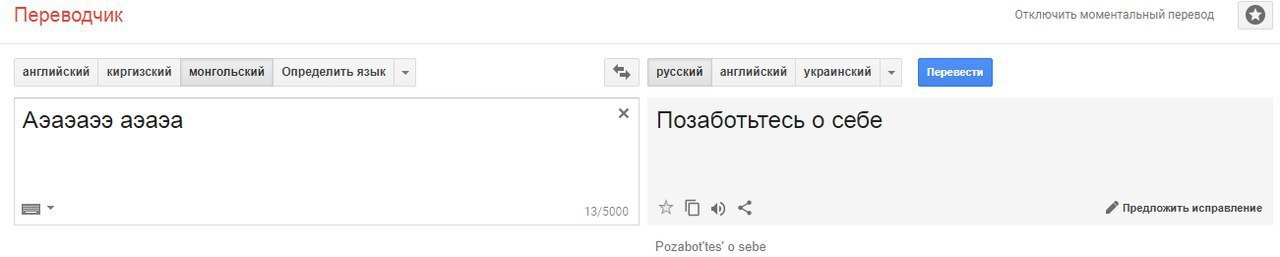 Переводчик
Отключить моментальный перевод
английский киргизский монгольский Определить язык
русский английский украинский Перевести
Аэаэаээ аэаэа
Позаботьтесь о себе
13/5000
Предложить исправление
Pozabot'tes' o sebe